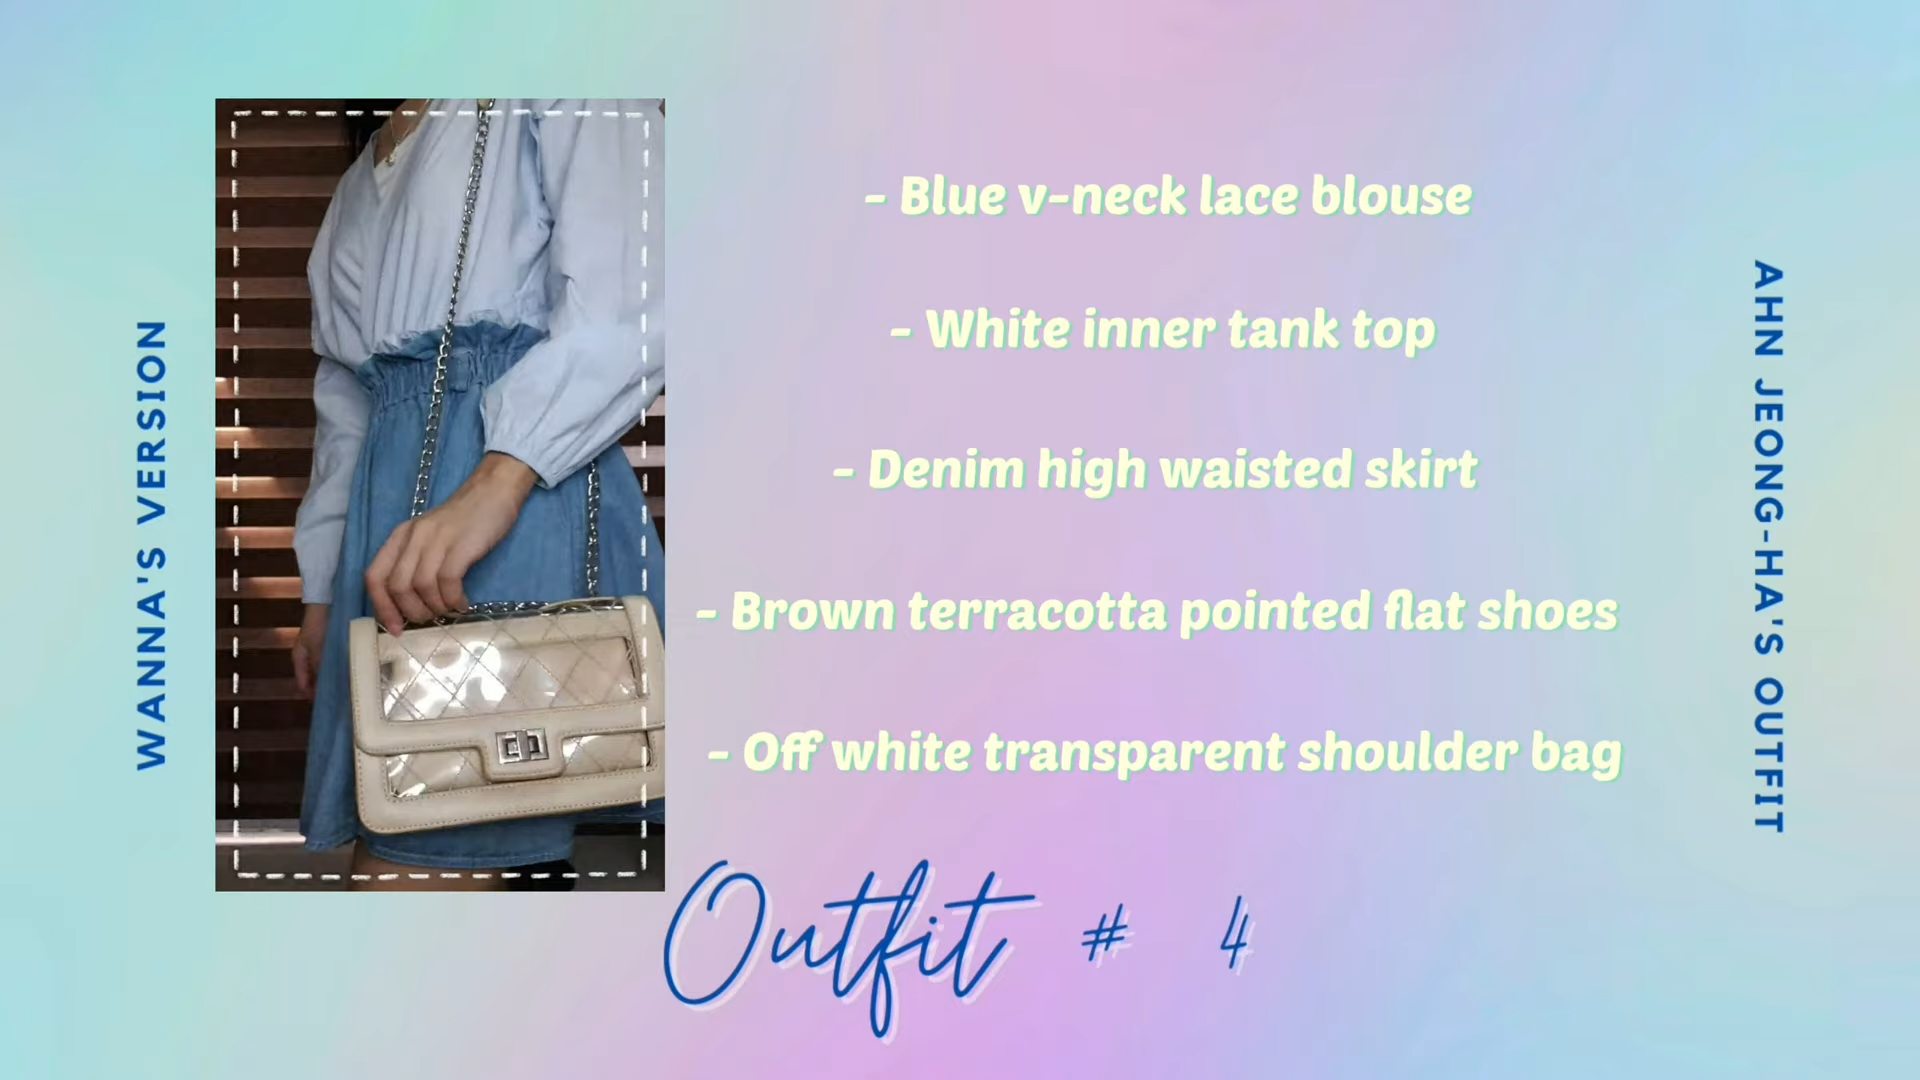 WANNA'S VERSION
- Blue v-neck lace blouse
- White inner tank top
- Denim high waisted skirt
- Brown terracotta pointed flat shoes
- Off white transparent shoulder bag
Outfit # 4
AHN JEONG-HA'S OUTFIT